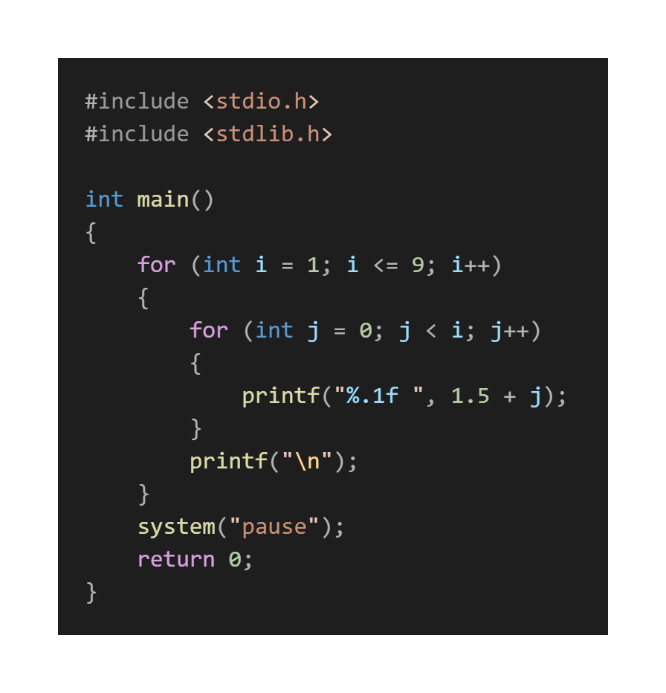 #include <stdio.h>
#include <stdlib.h>

int main()
{
    for (int i = 1; i <= 9; i++)
    {
        for (int j = 0; j < i; j++)
        {
            printf("%.1f ", 1.5 + j);
        }
        printf("\n");
    }
    system("pause");
    return 0;
}